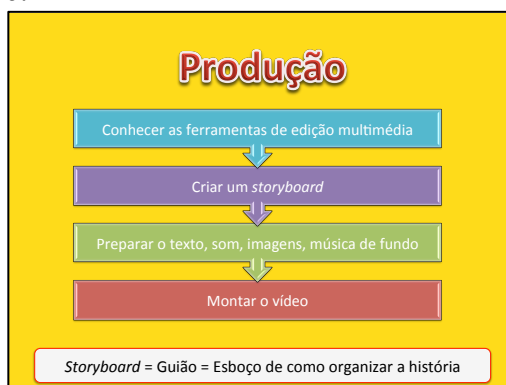 Produção
Conhecer as ferramentas de edição multimédia
Criar um storyboard
Preparar o texto, som, imagens, música de fundo
Montar o vídeo
Storyboard = Guião = Esboço de como organizar a história